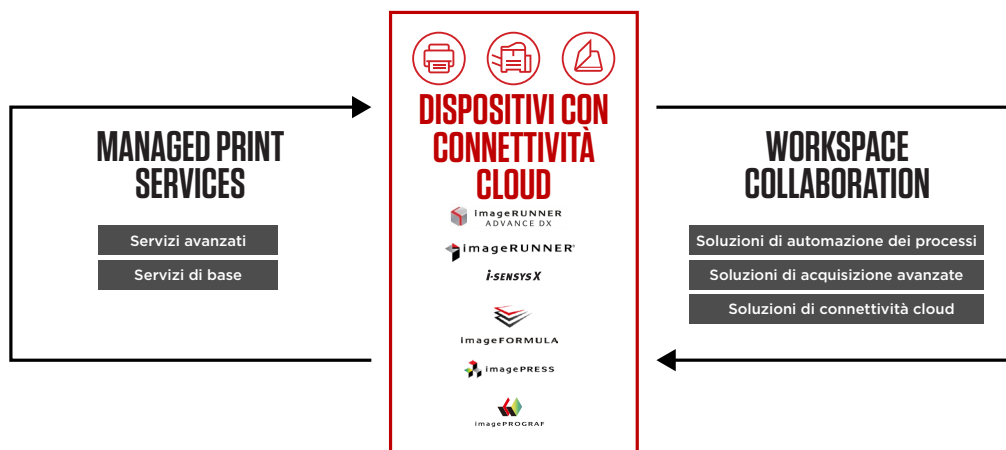 MANAGED PRINT
SERVICES
Servizi avanzati
Servizi di base
DISPOSITIVI CON
CONNETTIVITÀ
CLOUD
imageRUNNER
ADVANCE DX
imageRUNNER®
i-SENSYS X
imageFORMULA
imagePRESS
imagePROGRAF
WORKSPACE
COLLABORATION
Soluzioni di automazione dei processi
Soluzioni di acquisizione avanzate
Soluzioni di connettività cloud